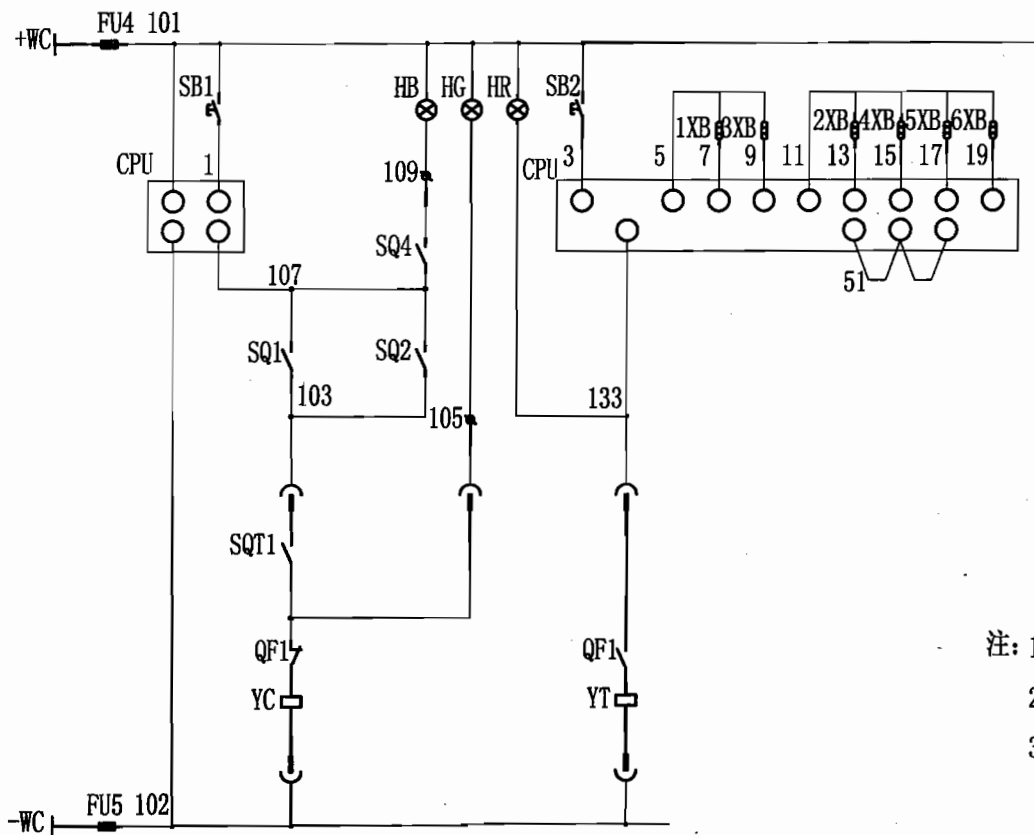 +WC FU4 101
SB1 HB HG HR SB2
1XB 3XB 2XB 4XB 5XB 6XB
CPU 1 109 CPU 3 5 7 9 11 13 15 17 19
SQ4
107 51
SQ1 SQ2
103 105 133
SQT1
QF1 QF1 注: 1
YC YT 2
3
-WC FU5 102